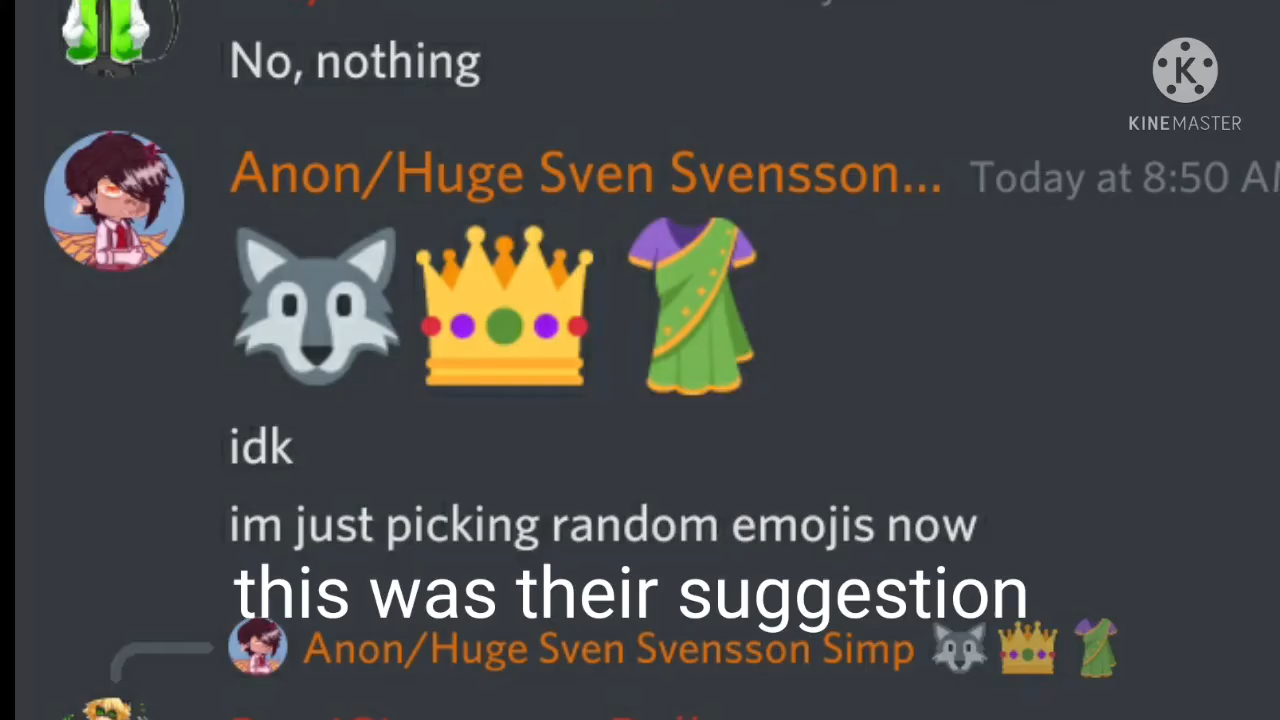 No, nothing
KINEMASTER
Anon/Huge Sven Svensson... Today at 8:50 A
idk
im just picking random emojis now
this was their suggestion
Anon/Huge Sven Svensson Simp